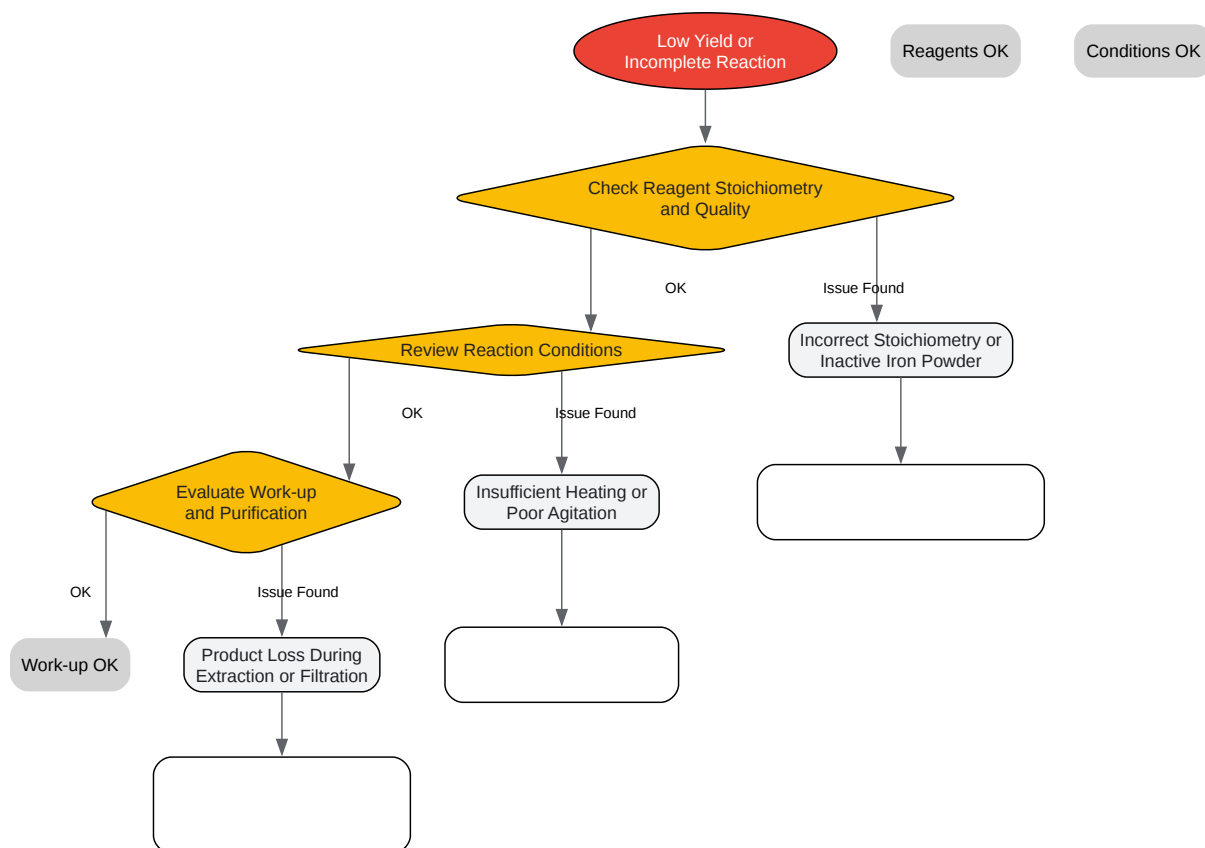 Low Yield or
Incomplete Reaction
Reagents OK
Conditions OK
Check Reagent Stoichiometry
and Quality
OK
Issue Found
Review Reaction Conditions
Incorrect Stoichiometry or
Inactive Iron Powder
OK
Issue Found
Evaluate Work-up
and Purification
Insufficient Heating or
Poor Agitation
OK
Issue Found
Work-up OK
Product Loss During
Extraction or Filtration